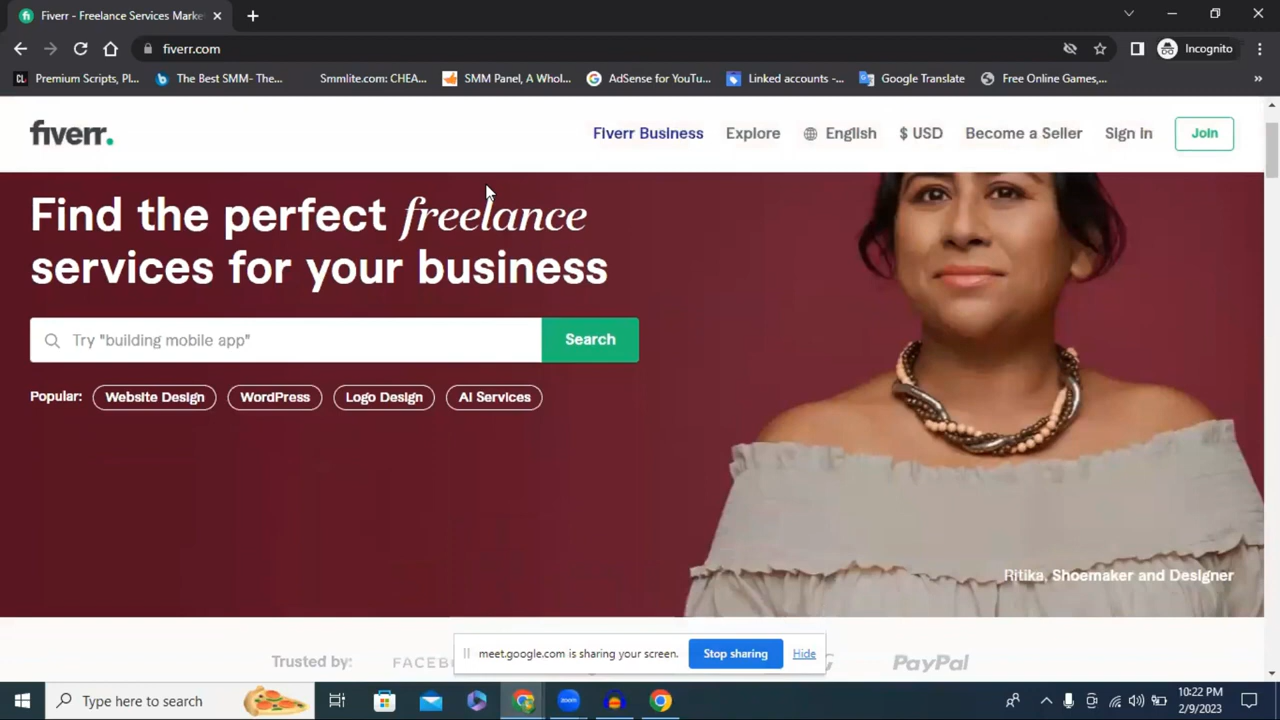 Fiverr - Freelance Services Marke
fiverr.com
Incognito
CL Premium Scripts, Pl...
The Best SMM- The...
Smmlite.com: CHEA...
SMM Panel, A Whol...
AdSense for YouTu...
Linked accounts -...
Google Translate
Free Online Games,...
fiverr.
Fiverr Business
Explore
English
$ USD
Become a Seller
Sign in
Join
Find the perfect freelance
services for your business
Try "building mobile app"
Search
Popular:
Website Design
WordPress
Logo Design
AI Services
Ritika, Shoemaker and Designer
Trusted by:
FACEB
PayPal
meet.google.com is sharing your screen.
Stop sharing
Hide
Type here to search
zoom
10:22 PM
2/9/2023